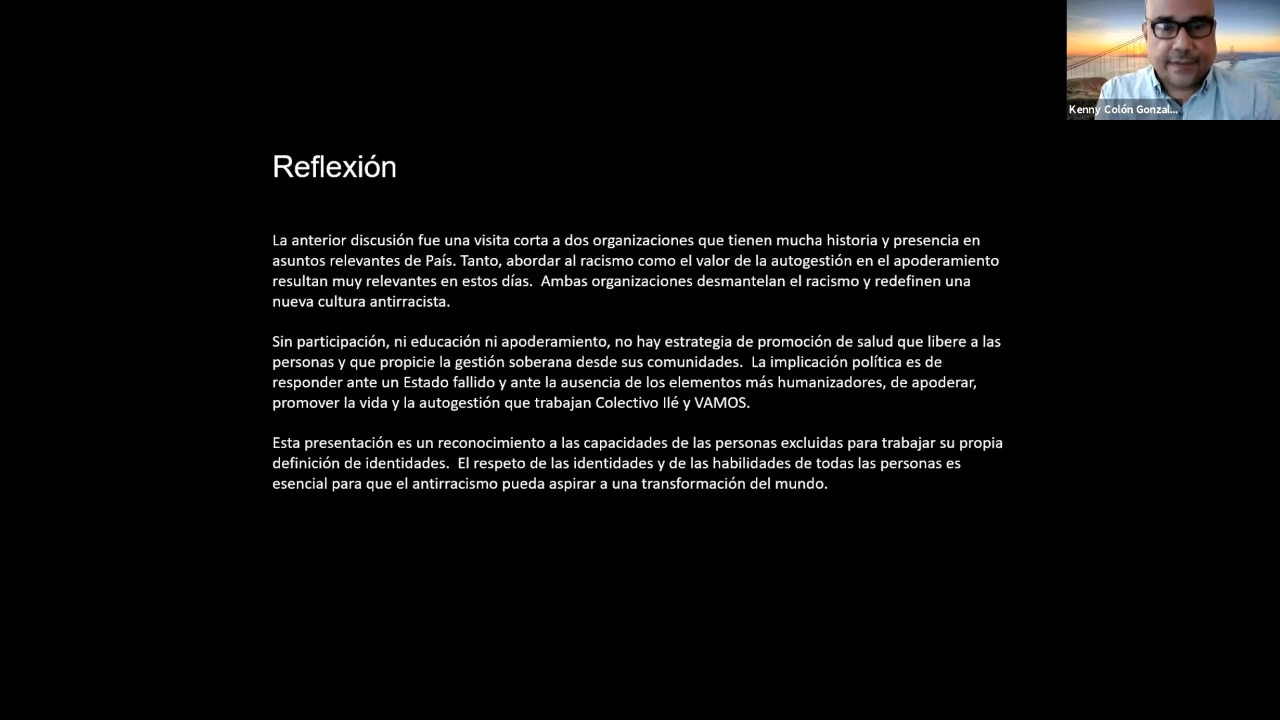 Kenny Colón Gonzal...
Reflexión
La anterior discusión fue una visita corta a dos organizaciones que tienen mucha historia y presencia en
asuntos relevantes de País. Tanto, abordar al racismo como el valor de la autogestión en el apoderamiento
resultan muy relevantes en estos días.  Ambas organizaciones desmantelan el racismo y redefinen una
nueva cultura antirracista.
Sin participación, ni educación ni apoderamiento, no hay estrategia de promoción de salud que libere a las
personas y que propicie la gestión soberana desde sus comunidades.  La implicación política es de
responder ante un Estado fallido y ante la ausencia de los elementos más humanizadores, de apoderar,
promover la vida y la autogestión que trabajan Colectivo Ilé y VAMOS.
Esta presentación es un reconocimiento a las capacidades de las personas excluidas para trabajar su propia
definición de identidades.  El respeto de las identidades y de las habilidades de todas las personas es
esencial para que el antirracismo pueda aspirar a una transformación del mundo.